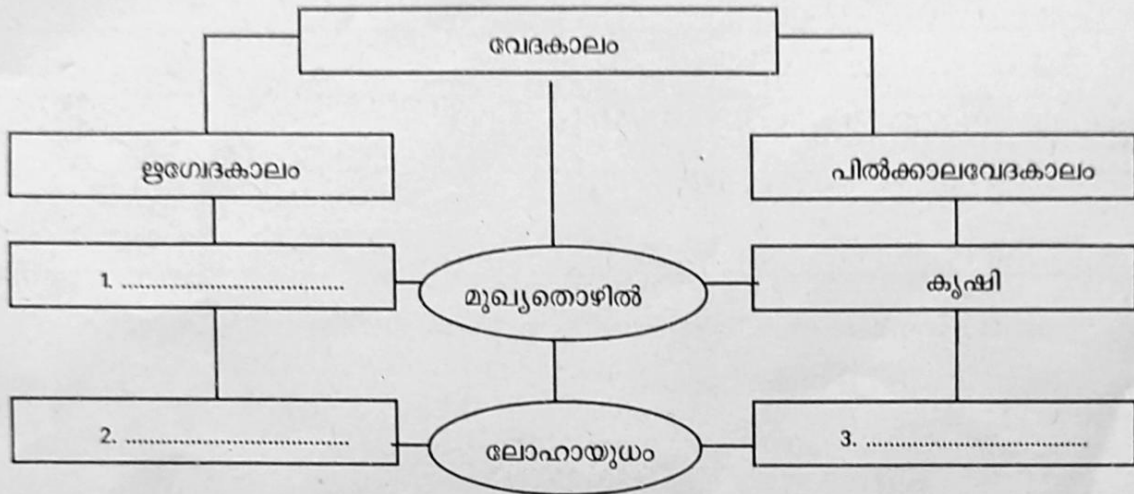 വേദകാലം
ഋഗ്വേദകാലം
പിൽക്കാലവേദകാലം
1. ..................................
മുഖ്യതൊഴിൽ
കൃഷി
2. ..................................
ലോഹായുധം
3. ..................................